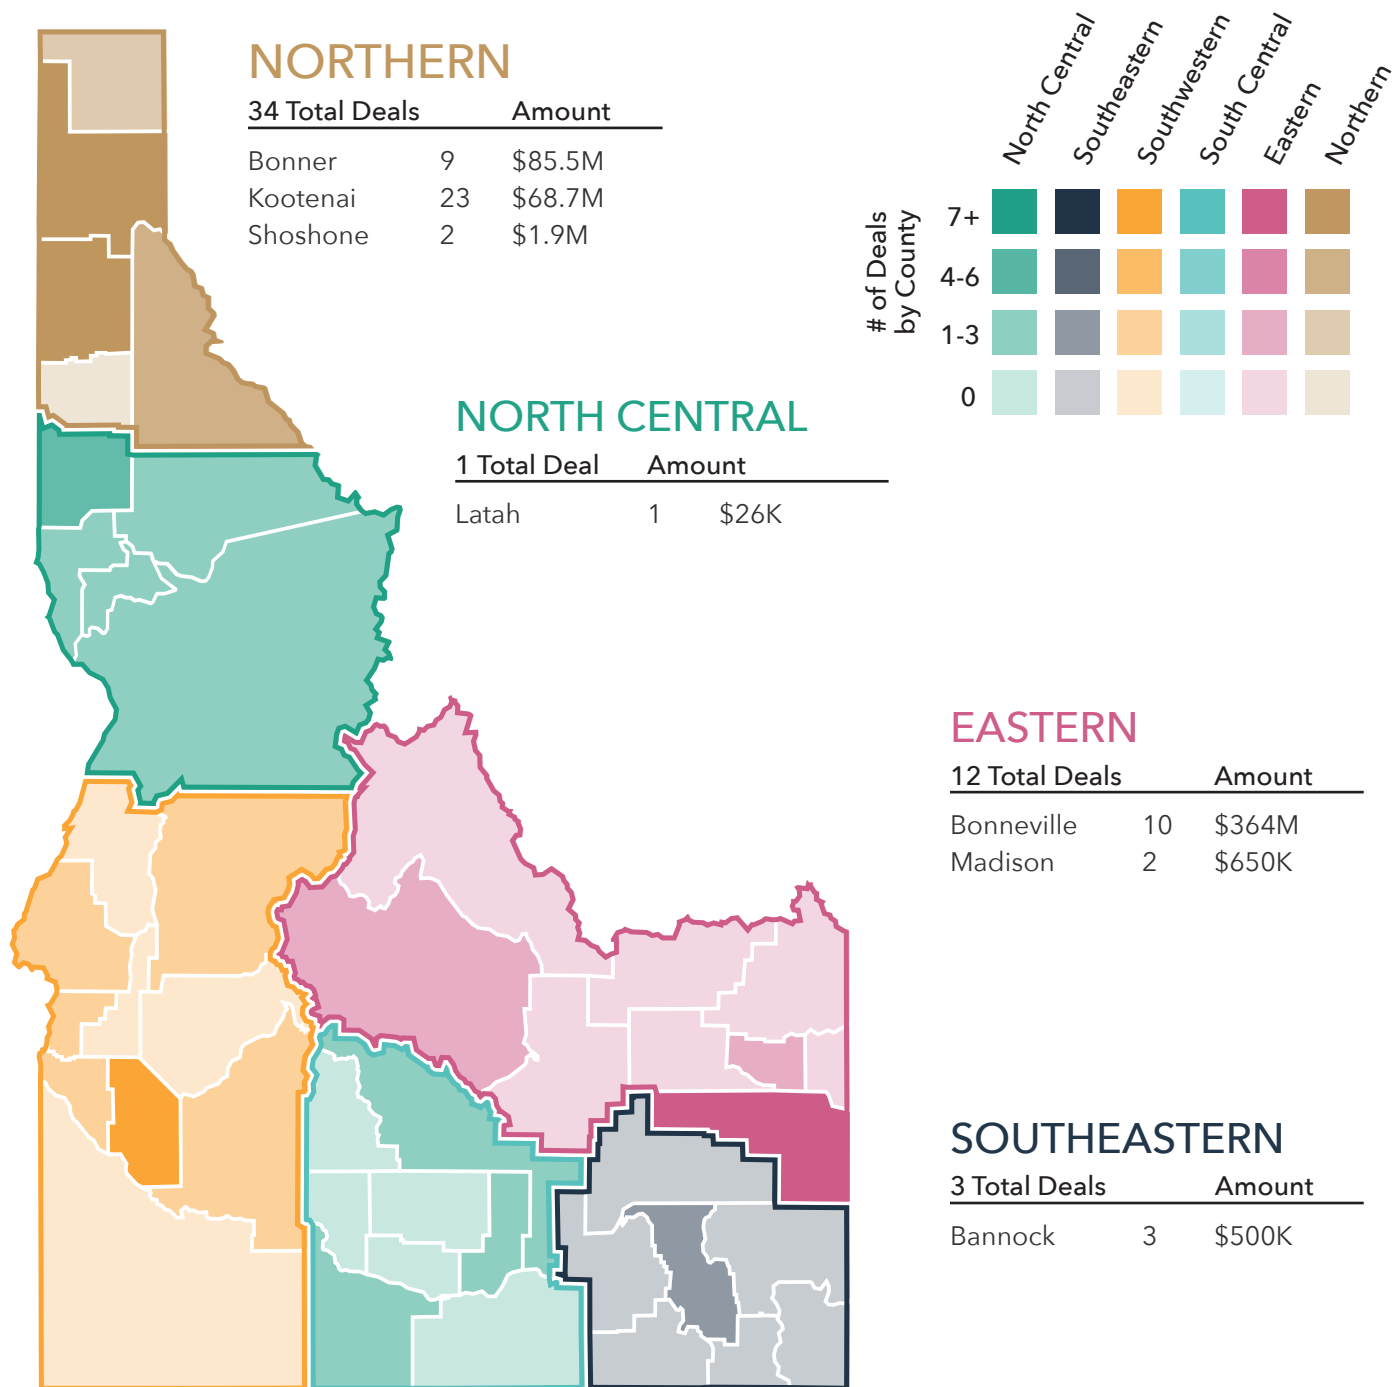 NORTHERN
34 Total Deals Amount
Bonner 9 $85.5M
Kootenai 23 $68.7M
Shoshone 2 $1.9M
North Central
Southeastern
Southwestern
South Central
Eastern
Northern
# of Deals
by County
7+
4-6
1-3
0
NORTH CENTRAL
1 Total Deal Amount
Latah 1 $26K
EASTERN
12 Total Deals Amount
Bonneville 10 $364M
Madison 2 $650K
SOUTHEASTERN
3 Total Deals Amount
Bannock 3 $500K